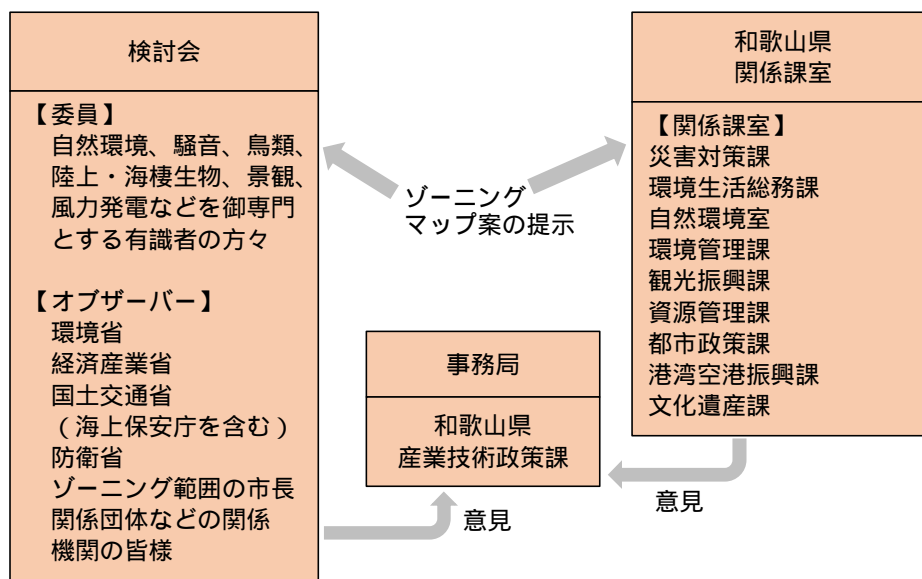 検討会
【委員】
自然環境、騒音、鳥類、
陸上・海棲生物、景観、
風力発電などを御専門
とする有識者の方々
【オブザーバー】
環境省
経済産業省
国土交通省
（海上保安庁を含む）
防衛省
ゾーニング範囲の市長
関係団体などの関係
機関の皆様
ゾーニング
マップ案の提示
事務局
和歌山県
産業技術政策課
意見
和歌山県
関係課室
【関係課室】
災害対策課
環境生活総務課
自然環境室
環境管理課
観光振興課
資源管理課
都市政策課
港湾空港振興課
文化遺産課
意見